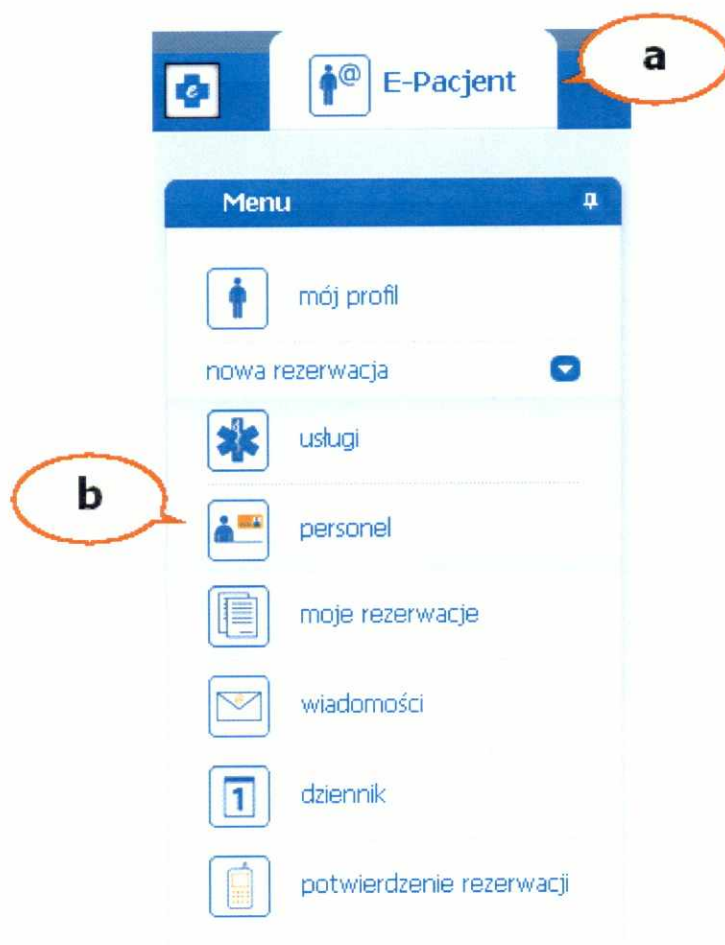 a
@ E-Pacjent
e
Menu
mój profil
nowa rezerwacja
usługi
b
personel
moje rezerwacje
wiadomości
1 dziennik
potwierdzenie rezerwacji